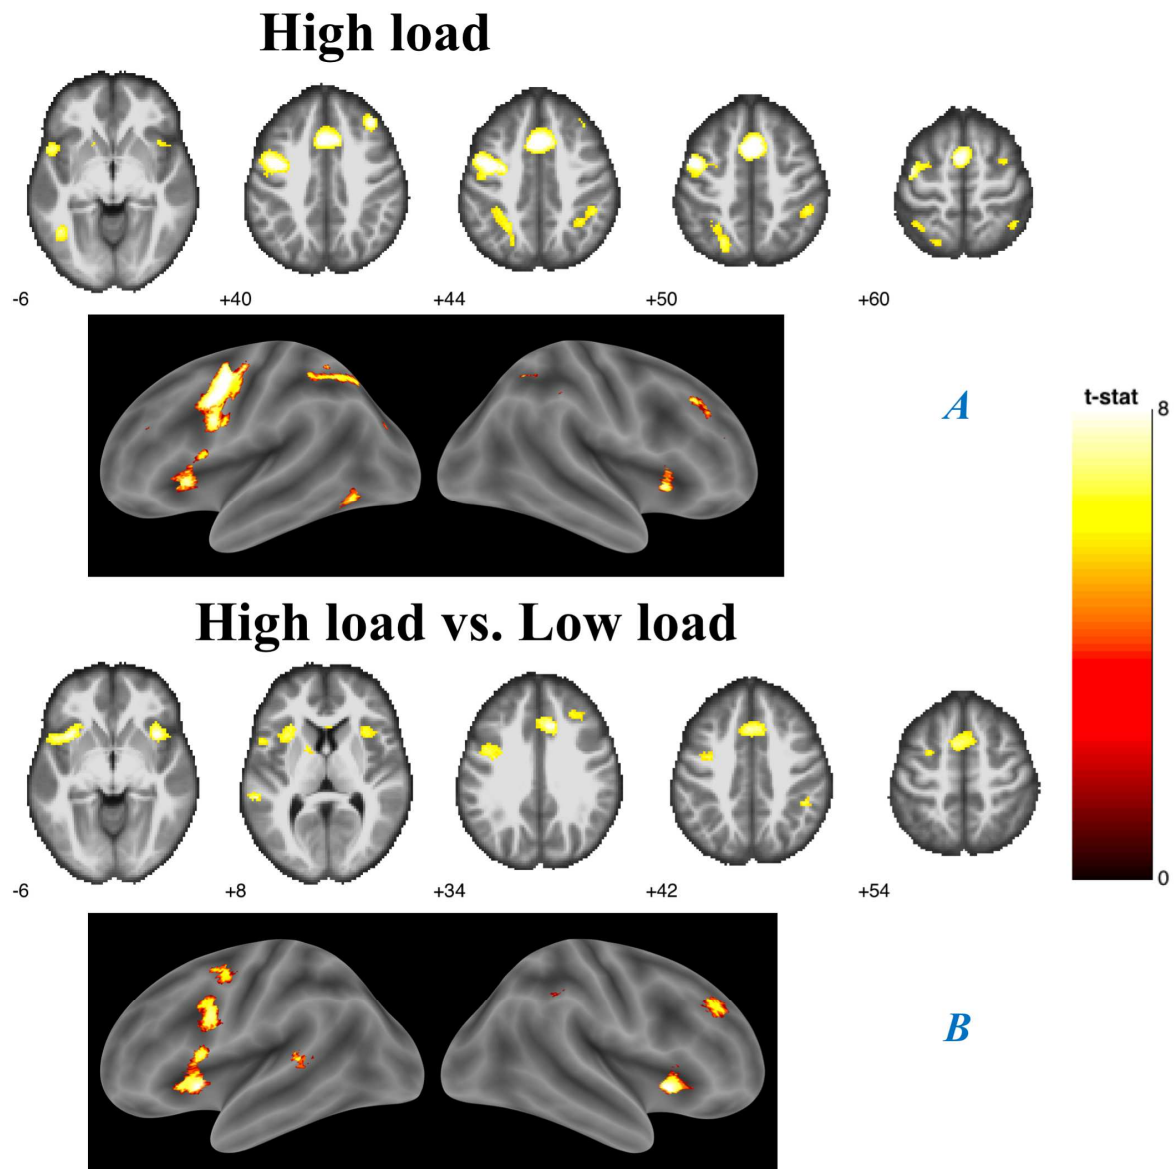 High load
-6 +40 +44 +50 +60
A
t-stat
8
High load vs. Low load
0
-6 +8 +34 +42 +54
B